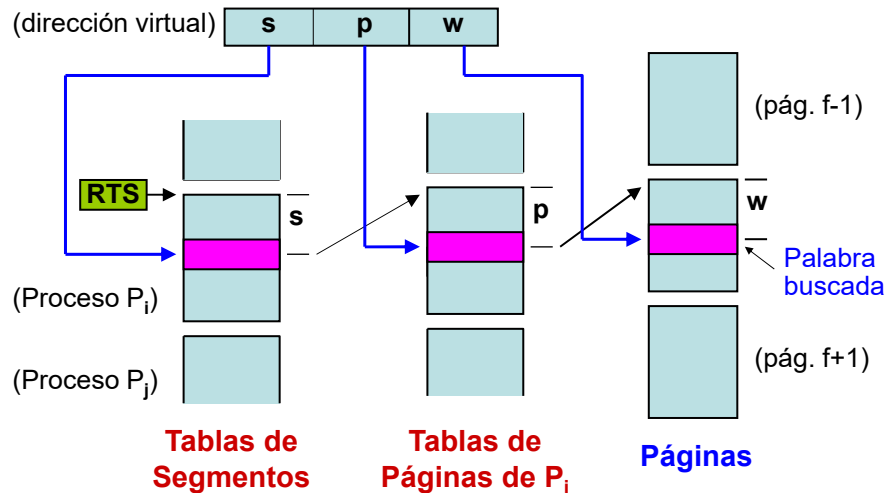 (dirección virtual) s p w
(pág. f-1)
RTS
s
p
w
Palabra
buscada
(Proceso Pi)
(Proceso Pj)
(pág. f+1)
Tablas de
Segmentos
Tablas de
Páginas de Pi
Páginas